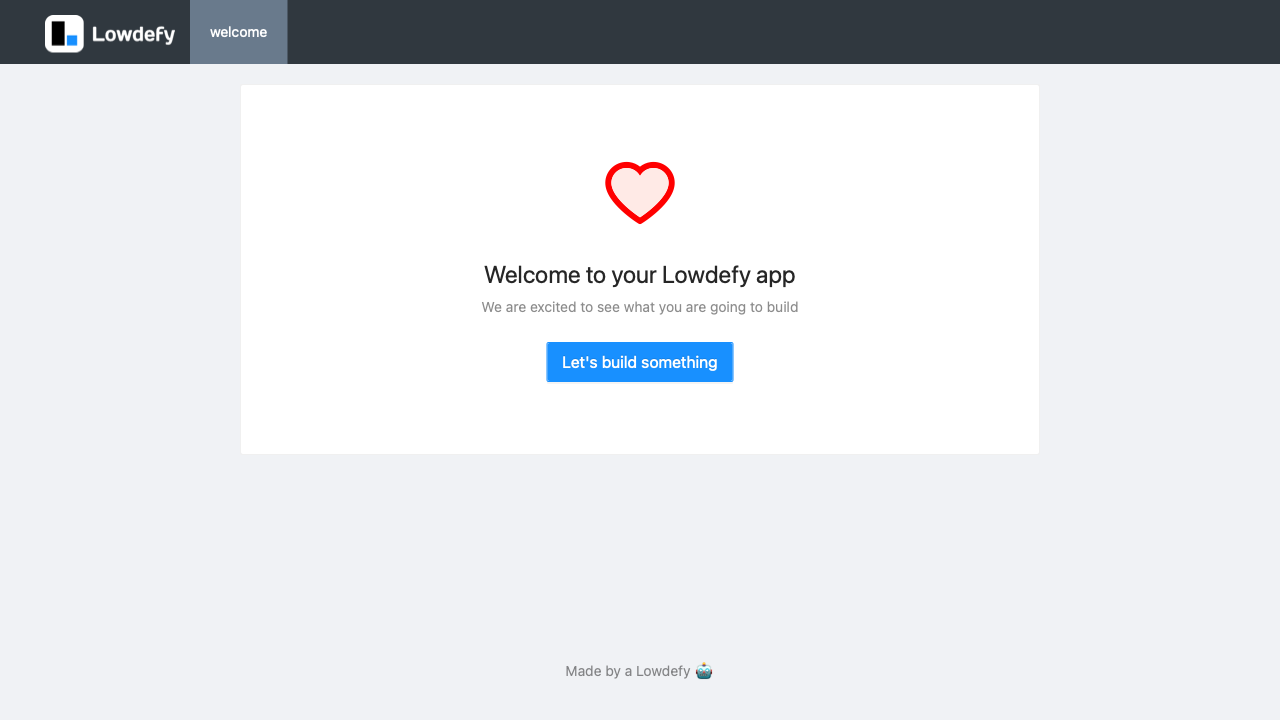 Lowdefy
welcome
Welcome to your Lowdefy app
We are excited to see what you are going to build
Let's build something
Made by a Lowdefy 🤖